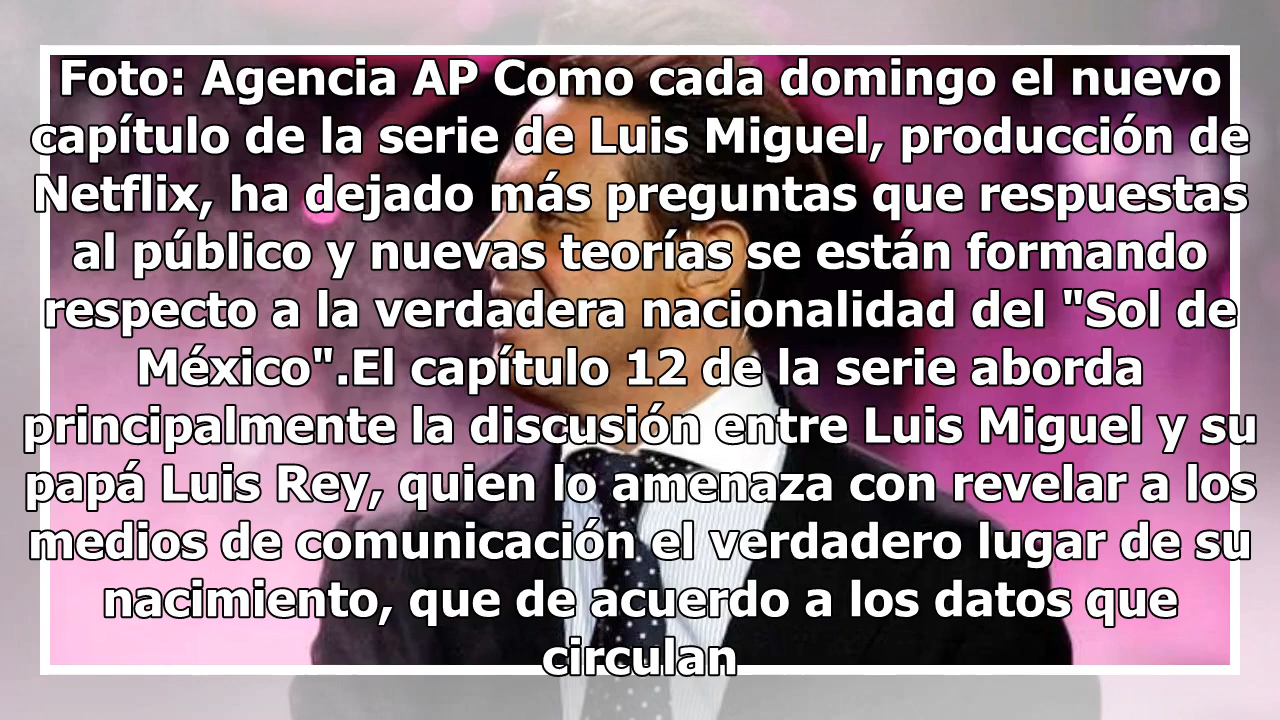 Foto: Agencia AP Como cada domingo el nuevo
capítulo de la serie de Luis Miguel, producción de
Netflix, ha dejado más preguntas que respuestas
al público y nuevas teorías se están formando
respecto a la verdadera nacionalidad del "Sol de
México".El capítulo 12 de la serie aborda
principalmente la discusión entre Luis Miguel y su
papá Luis Rey, quien lo amenaza con revelar a los
medios de comunicación el verdadero lugar de su
nacimiento, que de acuerdo a los datos que
circulan